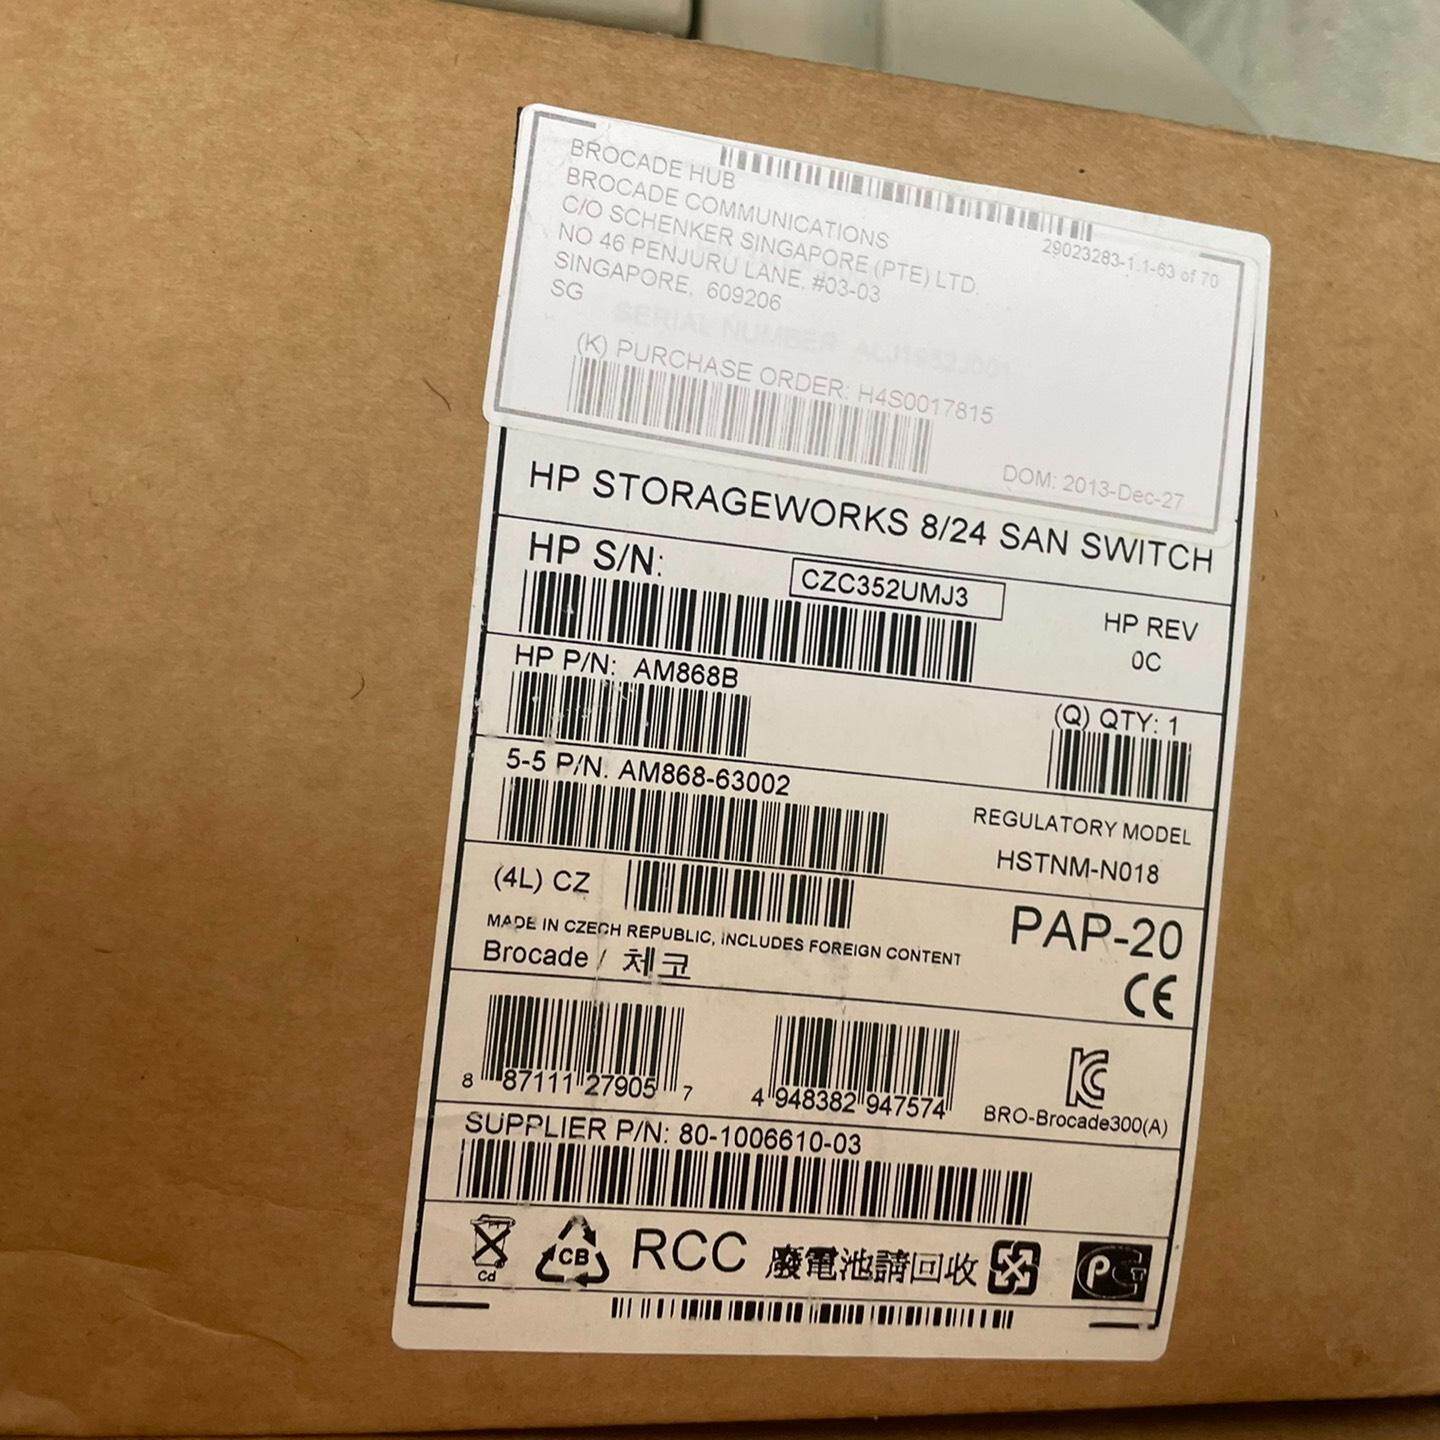 BROCADE HUB
BROCADE COMMUNICATIONS
C/O SCHENKER SINGAPORE (PTE) LTD.
NO 46 PENJURU LANE, #03-03
SINGAPORE, 609206
SG
29023283-1.1-63 of 70
SERIAL NUMBER
(K) PURCHASE ORDER: H4S0017815
DOM: 2013-Dec-27
HP STORAGEWORKS 8/24 SAN SWITCH
HP S/N:
CZC352UMJ3
HP REV
0C
HP P/N: AM868B
(Q) QTY: 1
5-5 P/N. AM868-63002
REGULATORY MODEL
HSTNM-N018
(4L) CZ
PAP-20
MADE IN CZECH REPUBLIC, INCLUDES FOREIGN CONTENT
Brocade / 체코
CE
8 87111 27905 7
4 948382 947574
KC
BRO-Brocade300(A)
SUPPLIER P/N: 80-1006610-03
Cd
CB
RCC
廢電池請回收